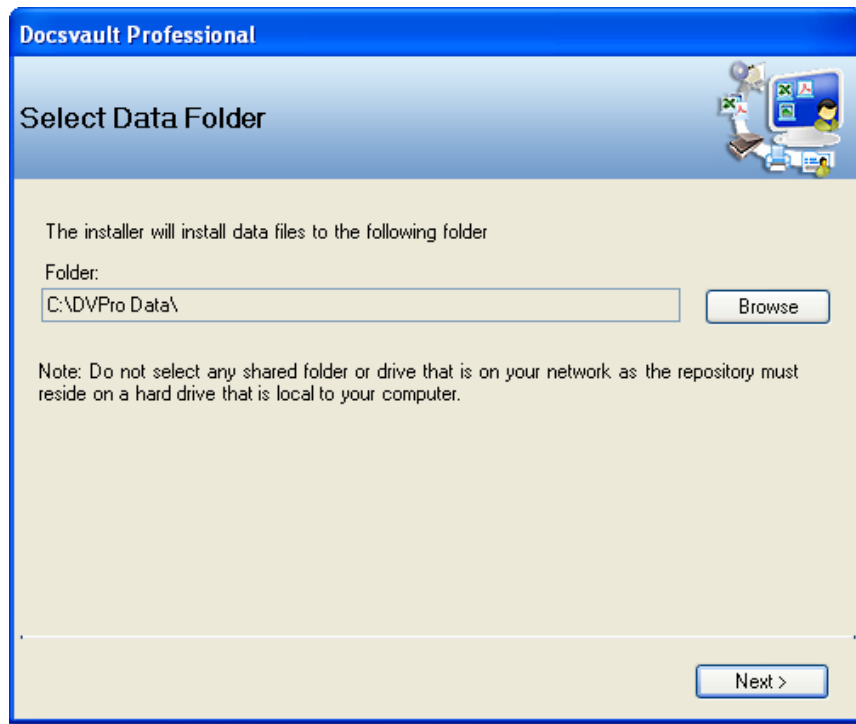 Docsvault Professional
Select Data Folder
The installer will install data files to the following folder
Folder:
C:\DVPro Data\
Browse
Note: Do not select any shared folder or drive that is on your network as the repository must
reside on a hard drive that is local to your computer.
Next >